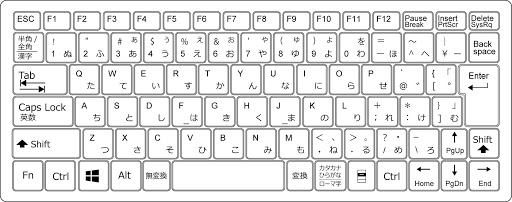 ESC F1 F2 F3 F4 F5 F6 F7 F8 F9 F10 F11 F12 Pause Break Insert PrtScr Delete SysRq
半角/全角 漢字 ! 1 ぬ " 2 ふ # ぁ 3 あ $ ぅ 4 う % ぇ 5 え & ぉ 6 お ' ゃ 7 や ( ゅ 8 ゆ ) ょ 9 よ を 0 わ = - ほ ~ ^ へ | ¥ ー Back space
Tab Q た W て E ぃ い R す T か Y ん U な I に O ら P せ ` @ ゛ { 「 [ ゜ Enter
Caps Lock 英数 A ち S と D し F は G き H く J ま K の L り + ; れ * : け } 」 ] む
Shift Z っ つ X さ C そ V ひ B こ N み M も < 、 , ね > 。 . る ? ・ / め _ \ ろ PgUp Shift
Fn Ctrl Alt 無変換 変換 カタカナ ひらがな ローマ字 Ctrl Home PgDn End